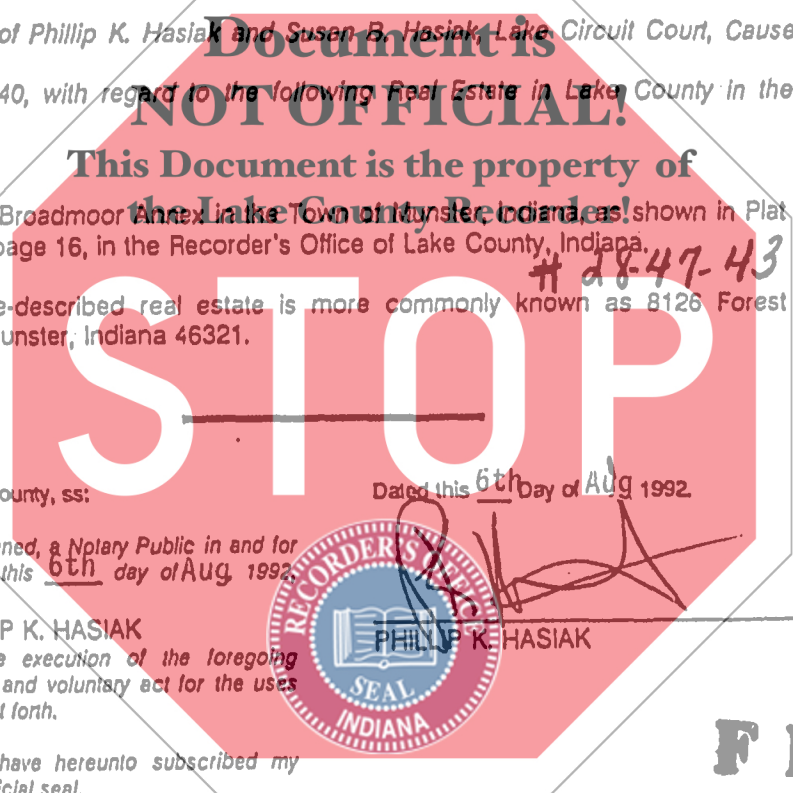 of Phillip K. Hasiak and Susan B. Hasiak, Lake Circuit Court, Cause
Document is
40, with regard to the following Real Estate in Lake County in the
NOT OFFICIAL!
This Document is the property of
the Lake County Recorder!
Broadmoor Annex in the Town of Munster, Indiana, as shown in Plat
page 16, in the Recorder's Office of Lake County, Indiana.
# 28-47-43
e-described real estate is more commonly known as 8126 Forest
unster, Indiana 46321.
STOP
ounty, ss:
Dated this 6th Day of Aug 1992
ned, a Notary Public in and for
this 6th day of Aug 1992,
RECORDER'S OFFICE
SEAL
INDIANA
P K. HASIAK
PHILLIP K. HASIAK
e execution of the foregoing
and voluntary act for the uses
t forth.
have hereunto subscribed my
icial seal.
F